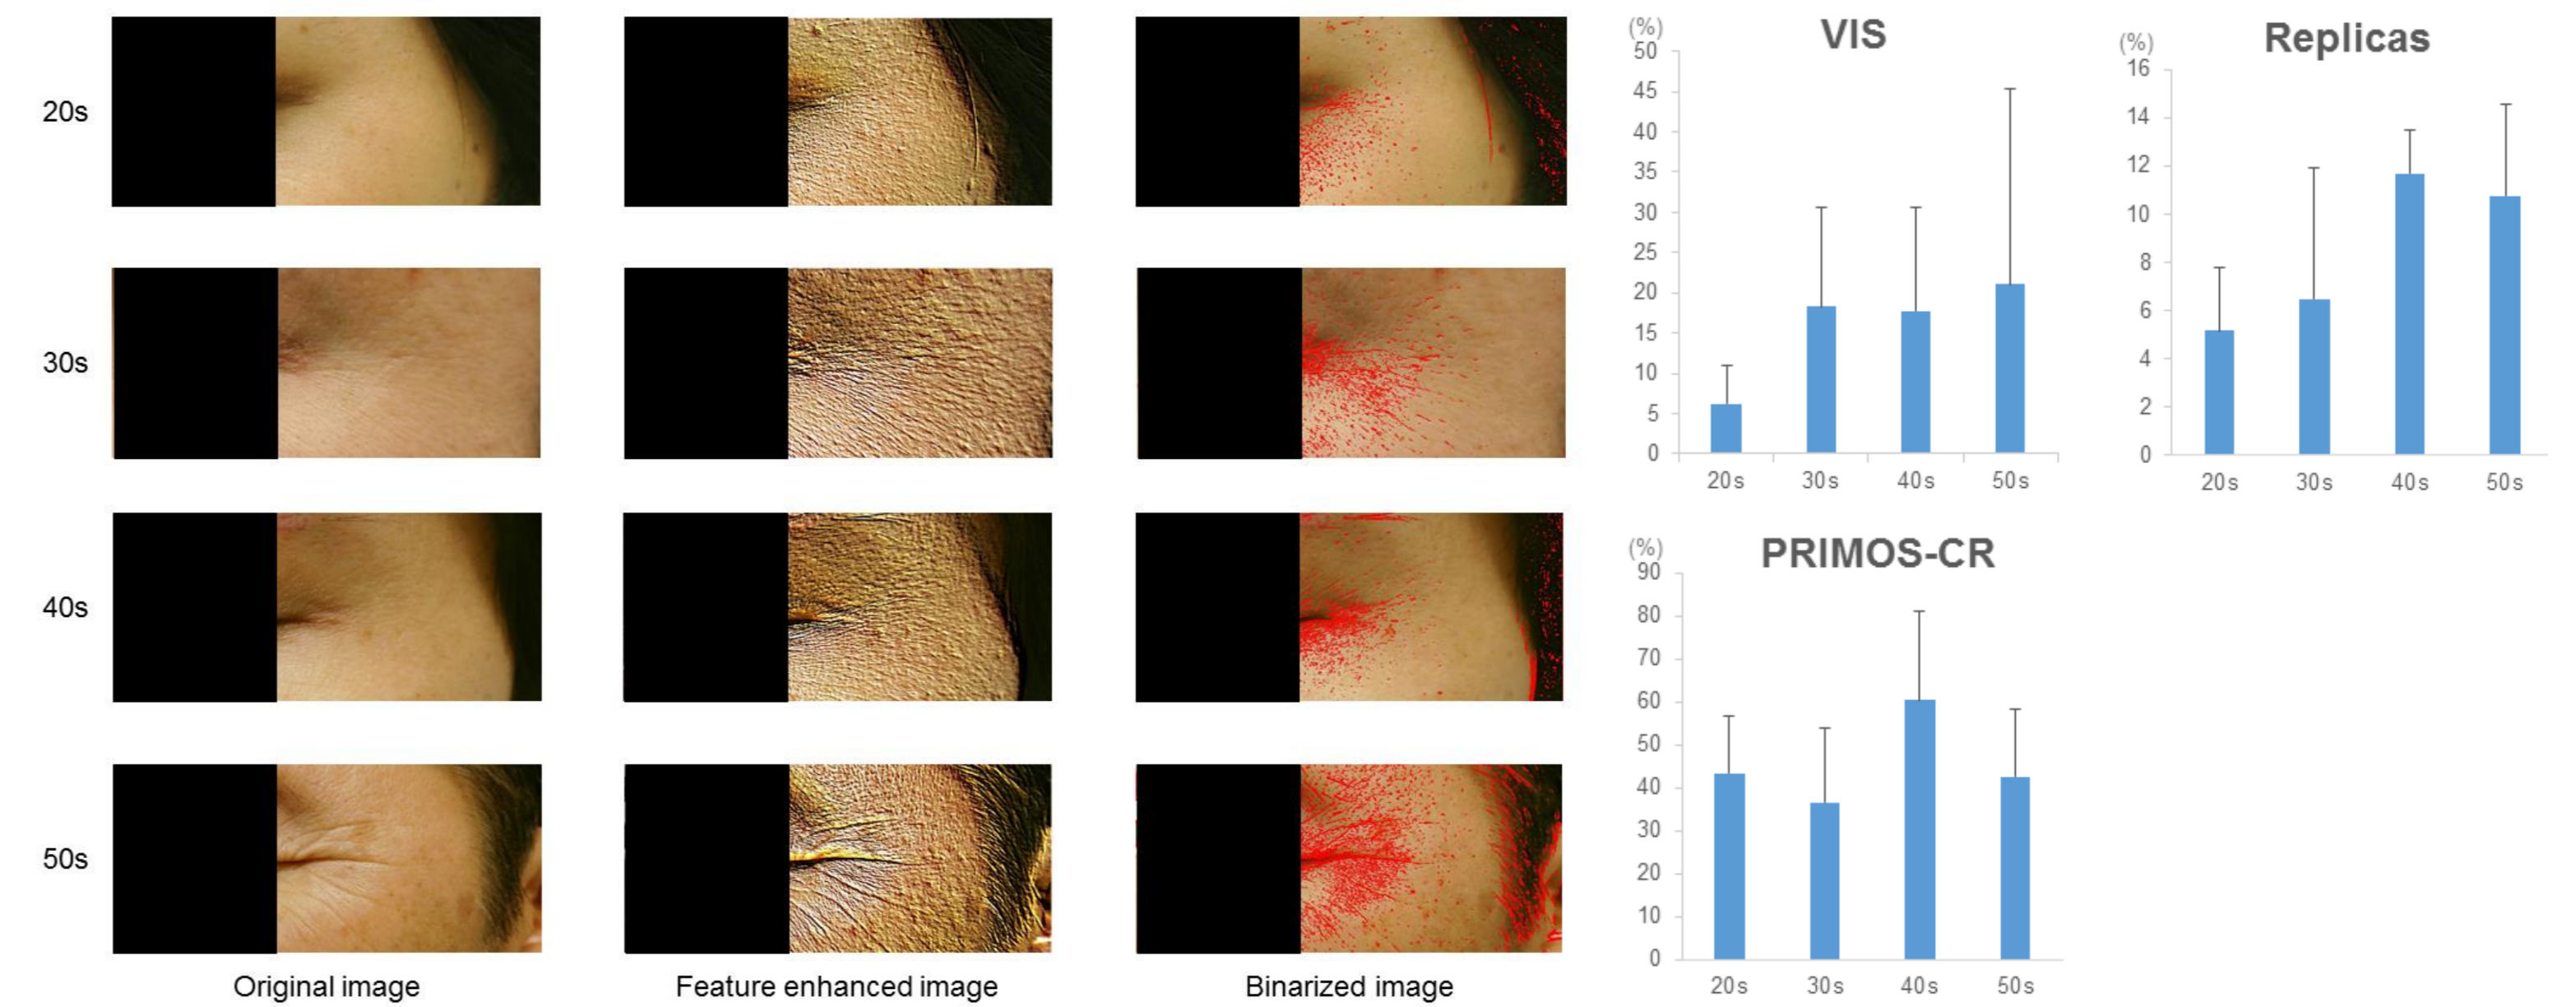 20s
30s
40s
50s
Original image
Feature enhanced image
Binarized image
VIS
(%)
50
45
40
35
30
25
20
15
10
5
0
20s 30s 40s 50s
Replicas
(%)
16
14
12
10
8
6
4
2
0
20s 30s 40s 50s
PRIMOS-CR
(%)
90
80
70
60
50
40
30
20
10
0
20s 30s 40s 50s